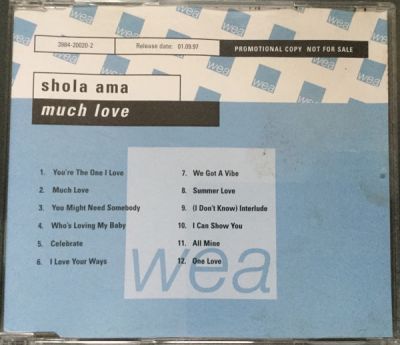 wea
3984-20020-2
Release date: 01.09.97
PROMOTIONAL COPY NOT FOR SALE
wea
shola ama
much love
1. You're The One I Love
2. Much Love
3. You Might Need Somebody
4. Who's Loving My Baby
5. Celebrate
6. I Love Your Ways
7. We Got A Vibe
8. Summer Love
9. (I Don't Know) Interlude
10. I Can Show You
11. All Mine
12. One Love
wea